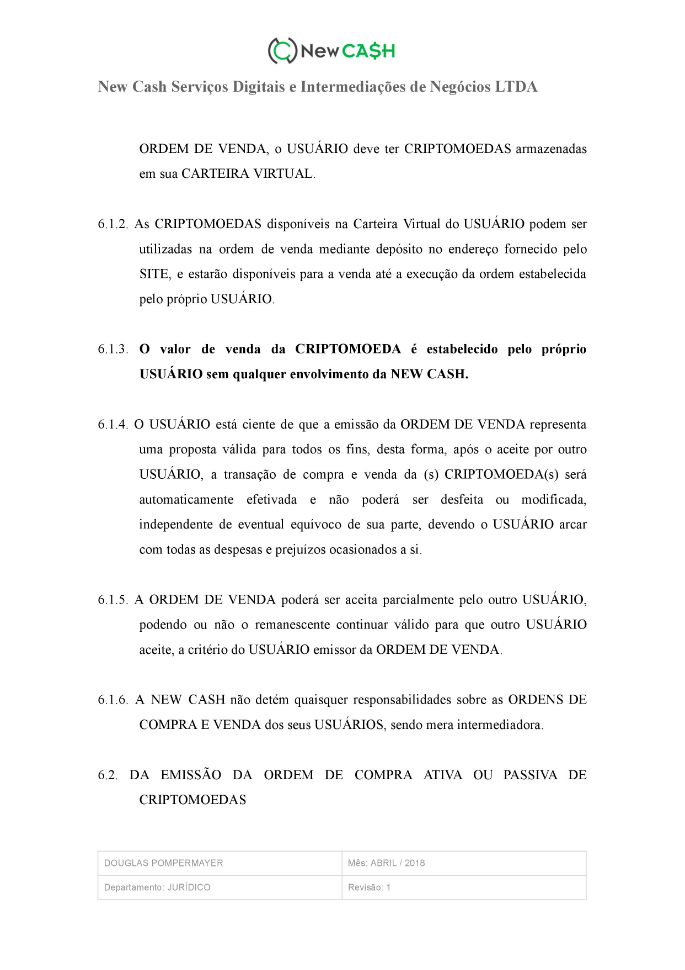 New CA$H
New Cash Serviços Digitais e Intermediações de Negócios LTDA
ORDEM DE VENDA, o USUÁRIO deve ter CRIPTOMOEDAS armazenadas
em sua CARTEIRA VIRTUAL.
6.1.2. As CRIPTOMOEDAS disponíveis na Carteira Virtual do USUÁRIO podem ser
utilizadas na ordem de venda mediante depósito no endereço fornecido pelo
SITE, e estarão disponíveis para a venda até a execução da ordem estabelecida
pelo próprio USUÁRIO.
6.1.3. O valor de venda da CRIPTOMOEDA é estabelecido pelo próprio
USUÁRIO sem qualquer envolvimento da NEW CASH.
6.1.4. O USUÁRIO está ciente de que a emissão da ORDEM DE VENDA representa
uma proposta válida para todos os fins, desta forma, após o aceite por outro
USUÁRIO, a transação de compra e venda da (s) CRIPTOMOEDA(s) será
automaticamente efetivada e não poderá ser desfeita ou modificada,
independente de eventual equívoco de sua parte, devendo o USUÁRIO arcar
com todas as despesas e prejuízos ocasionados a si.
6.1.5. A ORDEM DE VENDA poderá ser aceita parcialmente pelo outro USUÁRIO,
podendo ou não o remanescente continuar válido para que outro USUÁRIO
aceite, a critério do USUÁRIO emissor da ORDEM DE VENDA.
6.1.6. A NEW CASH não detém quaisquer responsabilidades sobre as ORDENS DE
COMPRA E VENDA dos seus USUÁRIOS, sendo mera intermediadora.
6.2. DA EMISSÃO DA ORDEM DE COMPRA ATIVA OU PASSIVA DE
CRIPTOMOEDAS
DOUGLAS POMPERMAYER
Mês: ABRIL / 2018
Departamento: JURÍDICO
Revisão: 1